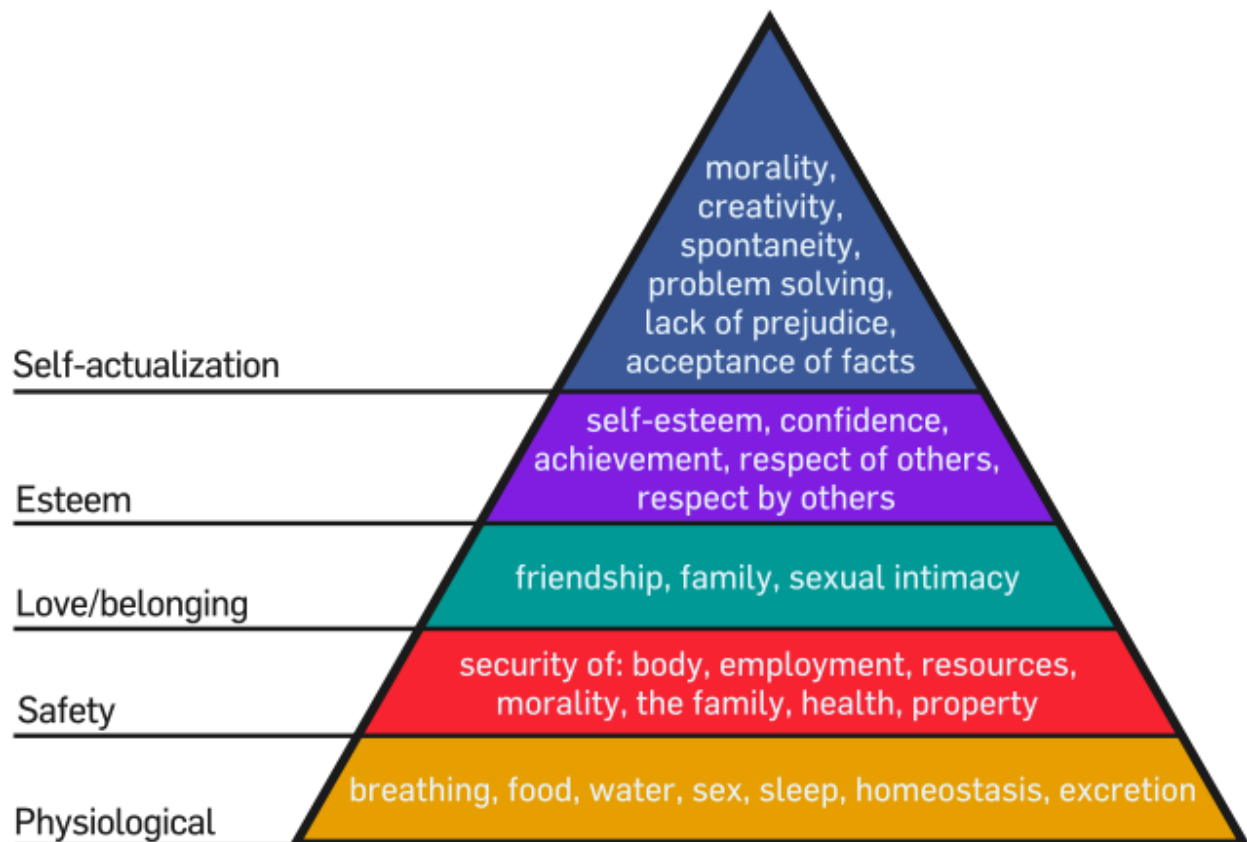 morality,
creativity,
spontaneity,
problem solving,
lack of prejudice,
acceptance of facts
Self-actualization
self-esteem, confidence,
achievement, respect of others,
respect by others
Esteem
friendship, family, sexual intimacy
Love/belonging
security of: body, employment, resources,
morality, the family, health, property
Safety
breathing, food, water, sex, sleep, homeostasis, excretion
Physiological